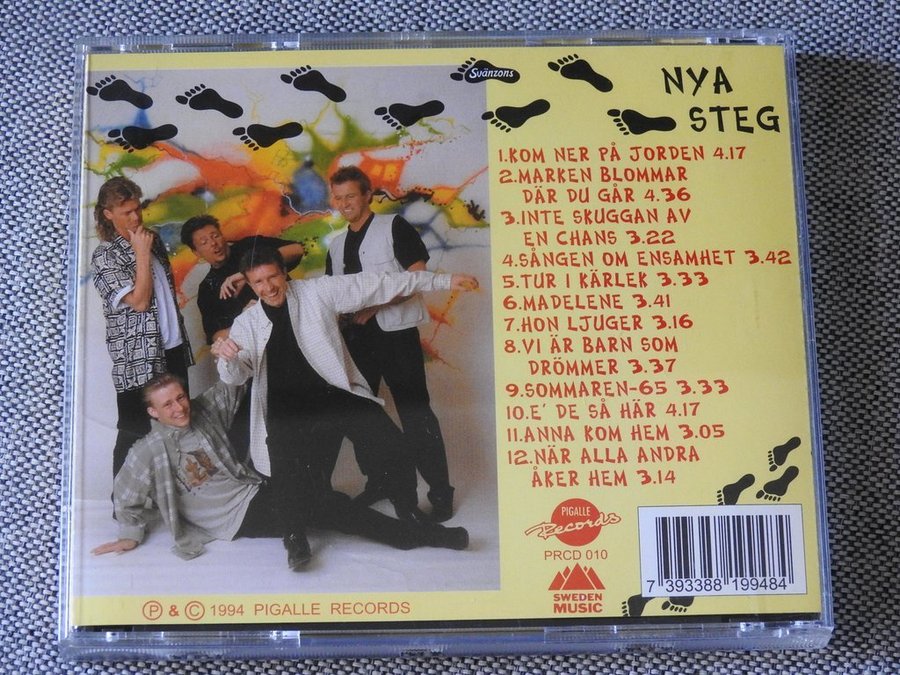 Svänzons
NYA
STEG
1.KOM NER PÅ JORDEN 4.17
2.MARKEN BLOMMAR
DÄR DU GÅR 4.36
3.INTE SKUGGAN AV
EN CHANS 3.22
4.SÅNGEN OM ENSAMHET 3.42
5.TUR I KÄRLEK 3.33
6.MADELENE 3.41
7.HON LJUGER 3.16
8.VI ÄR BARN SOM
DRÖMMER 3.37
9.SOMMAREN-65 3.33
10.E´ DE SÅ HÄR 4.17
11.ANNA KOM HEM 3.05
12.NÄR ALLA ANDRA
ÅKER HEM 3.14
PIGALLE
Records
PRCD 010
SWEDEN
MUSIC
7 393388 199484
Ⓟ & © 1994 PIGALLE RECORDS